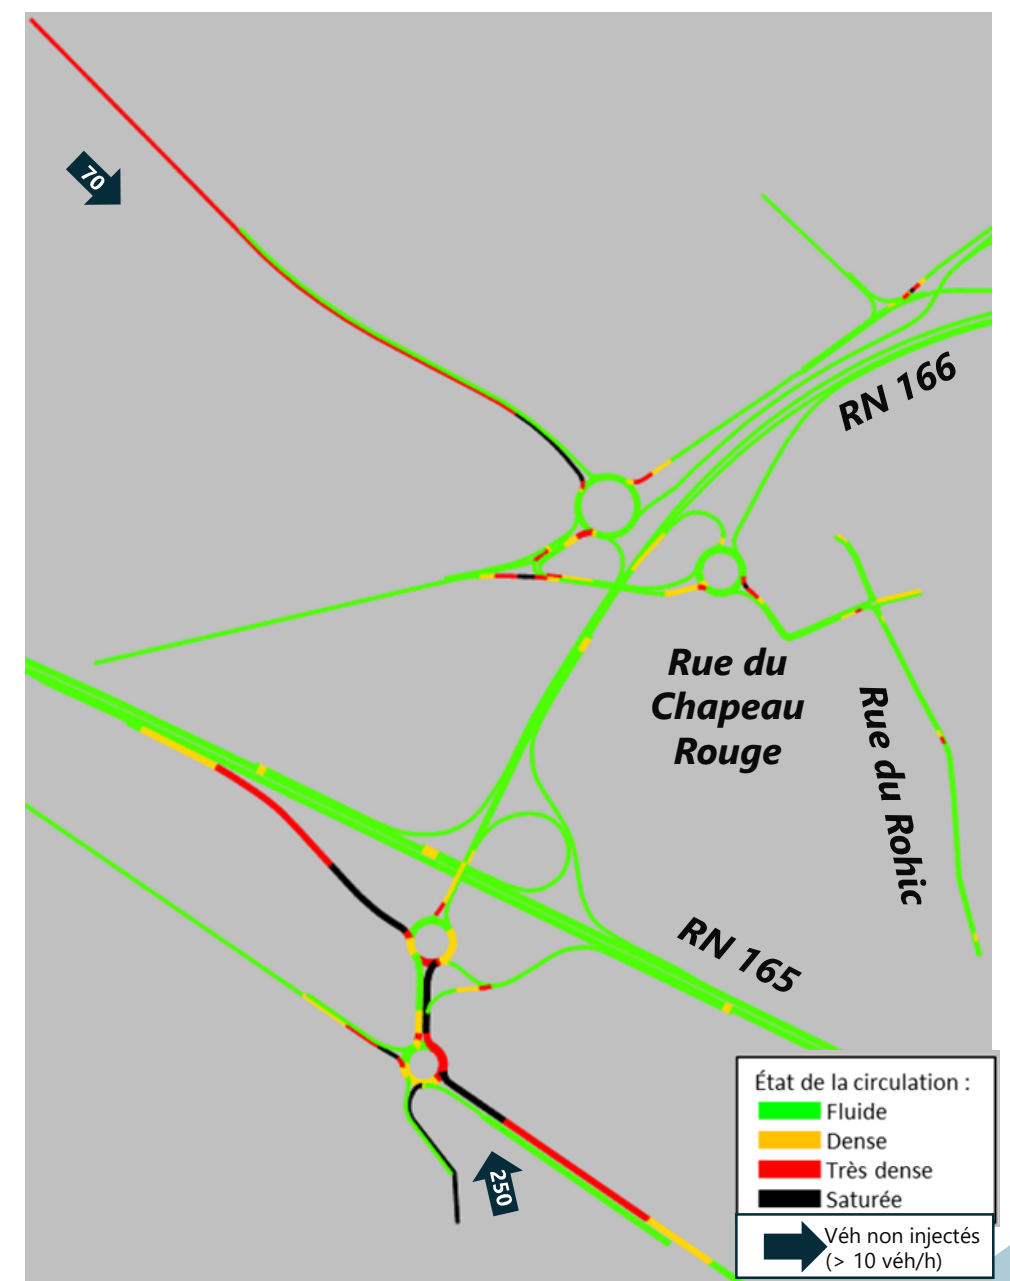 70
RN 166
Rue du
Chapeau
Rouge
Rue du Rohic
RN 165
250
État de la circulation :
Fluide
Dense
Très dense
Saturée
Véh non injectés
(> 10 véh/h)